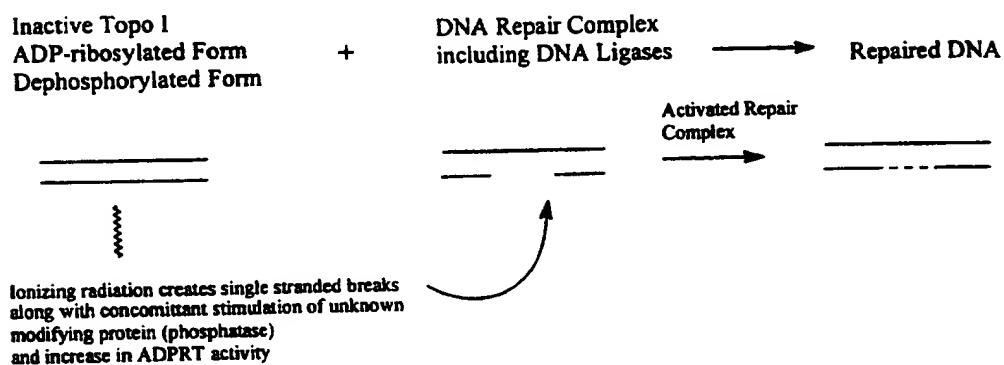 Inactive Topo 1
ADP-ribosylated Form
Dephosphorylated Form
+
DNA Repair Complex
including DNA Ligases
Repaired DNA
Activated Repair
Complex
Ionizing radiation creates single stranded breaks
along with concomittant stimulation of unknown
modifying protein (phosphatase)
and increase in ADPRT activity